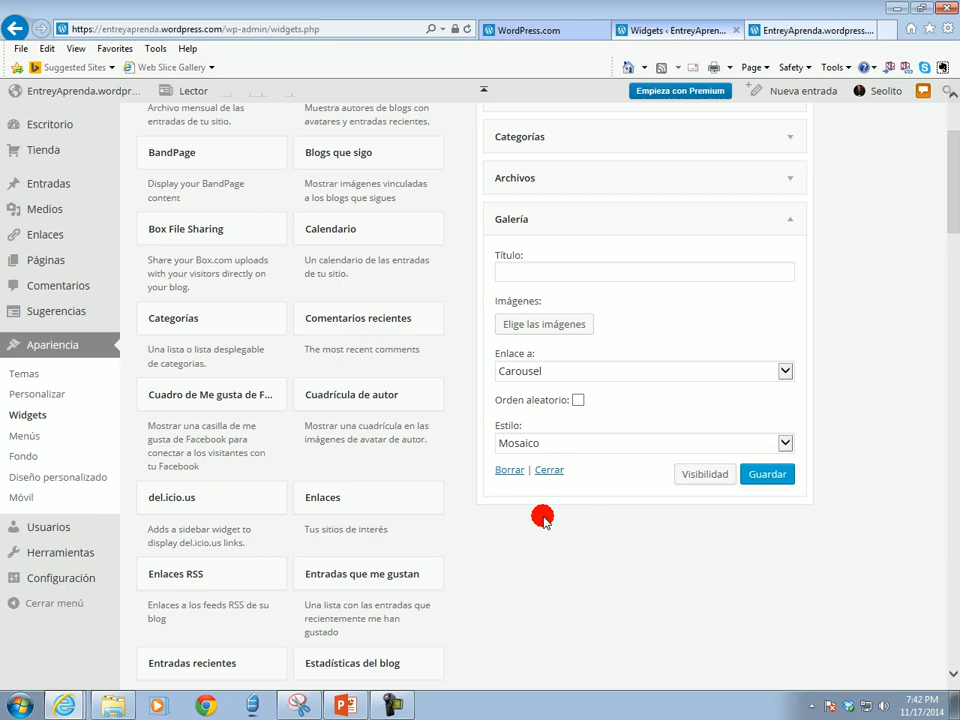 https://entreyaprenda.wordpress.com/wp-admin/widgets.php
WordPress.com
Widgets ‹ EntreyApren...
EntreyAprenda.wordpress....
File Edit View Favorites Tools Help
Suggested Sites
Web Slice Gallery
Page
Safety
Tools
EntreyAprenda.wordpr...
Lector
Empieza con Premium
Nueva entrada
Seolito
Escritorio
Tienda
Entradas
Medios
Enlaces
Páginas
Comentarios
Sugerencias
Apariencia
Temas
Personalizar
Widgets
Menús
Fondo
Diseño personalizado
Móvil
Usuarios
Herramientas
Configuración
Cerrar menú
Archivo mensual de las
entradas de tu sitio.
Muestra autores de blogs con
avatares y entradas recientes.
BandPage
Display your BandPage
content
Blogs que sigo
Mostrar imágenes vinculadas
a los blogs que sigues
Box File Sharing
Share your Box.com uploads
with your visitors directly on
your blog.
Calendario
Un calendario de las entradas
de tu sitio.
Categorías
Una lista o lista desplegable
de categorias.
Comentarios recientes
The most recent comments
Cuadro de Me gusta de F...
Mostrar una casilla de me
gusta de Facebook para
conectar a los visitantes con
tu Facebook
Cuadrícula de autor
Mostrar una cuadrícula en las
imágenes de avatar de autor.
del.icio.us
Adds a sidebar widget to
display del.icio.us links.
Enlaces
Tus sitios de interés
Enlaces RSS
Enlaces a los feeds RSS de su
blog
Entradas que me gustan
Una lista con las entradas que
recientemente me han
gustado
Entradas recientes
Estadísticas del blog
Categorías
Archivos
Galería
Título:
Imágenes:
Elige las imágenes
Enlace a:
Carousel
Orden aleatorio:
Estilo:
Mosaico
Borrar | Cerrar
Visibilidad
Guardar
7:42 PM
11/17/2014